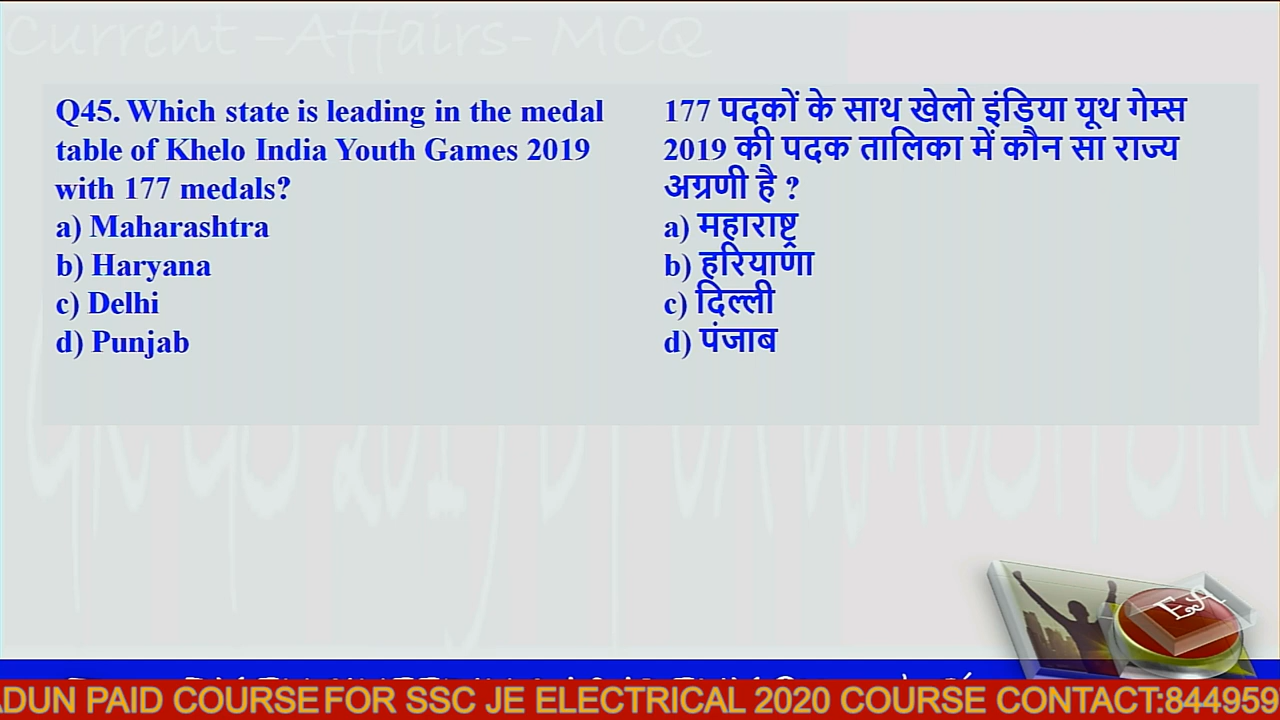 Current -Affairs- MCQ
Q45. Which state is leading in the medal
table of Khelo India Youth Games 2019
with 177 medals?
a) Maharashtra
b) Haryana
c) Delhi
d) Punjab
177 पदकों के साथ खेलो इंडिया यूथ गेम्स
2019 की पदक तालिका में कौन सा राज्य
अग्रणी है ?
a) महाराष्ट्र
b) हरियाणा
c) दिल्ली
d) पंजाब
EA
ADUN PAID COURSE FOR SSC JE ELECTRICAL 2020 COURSE CONTACT:844959